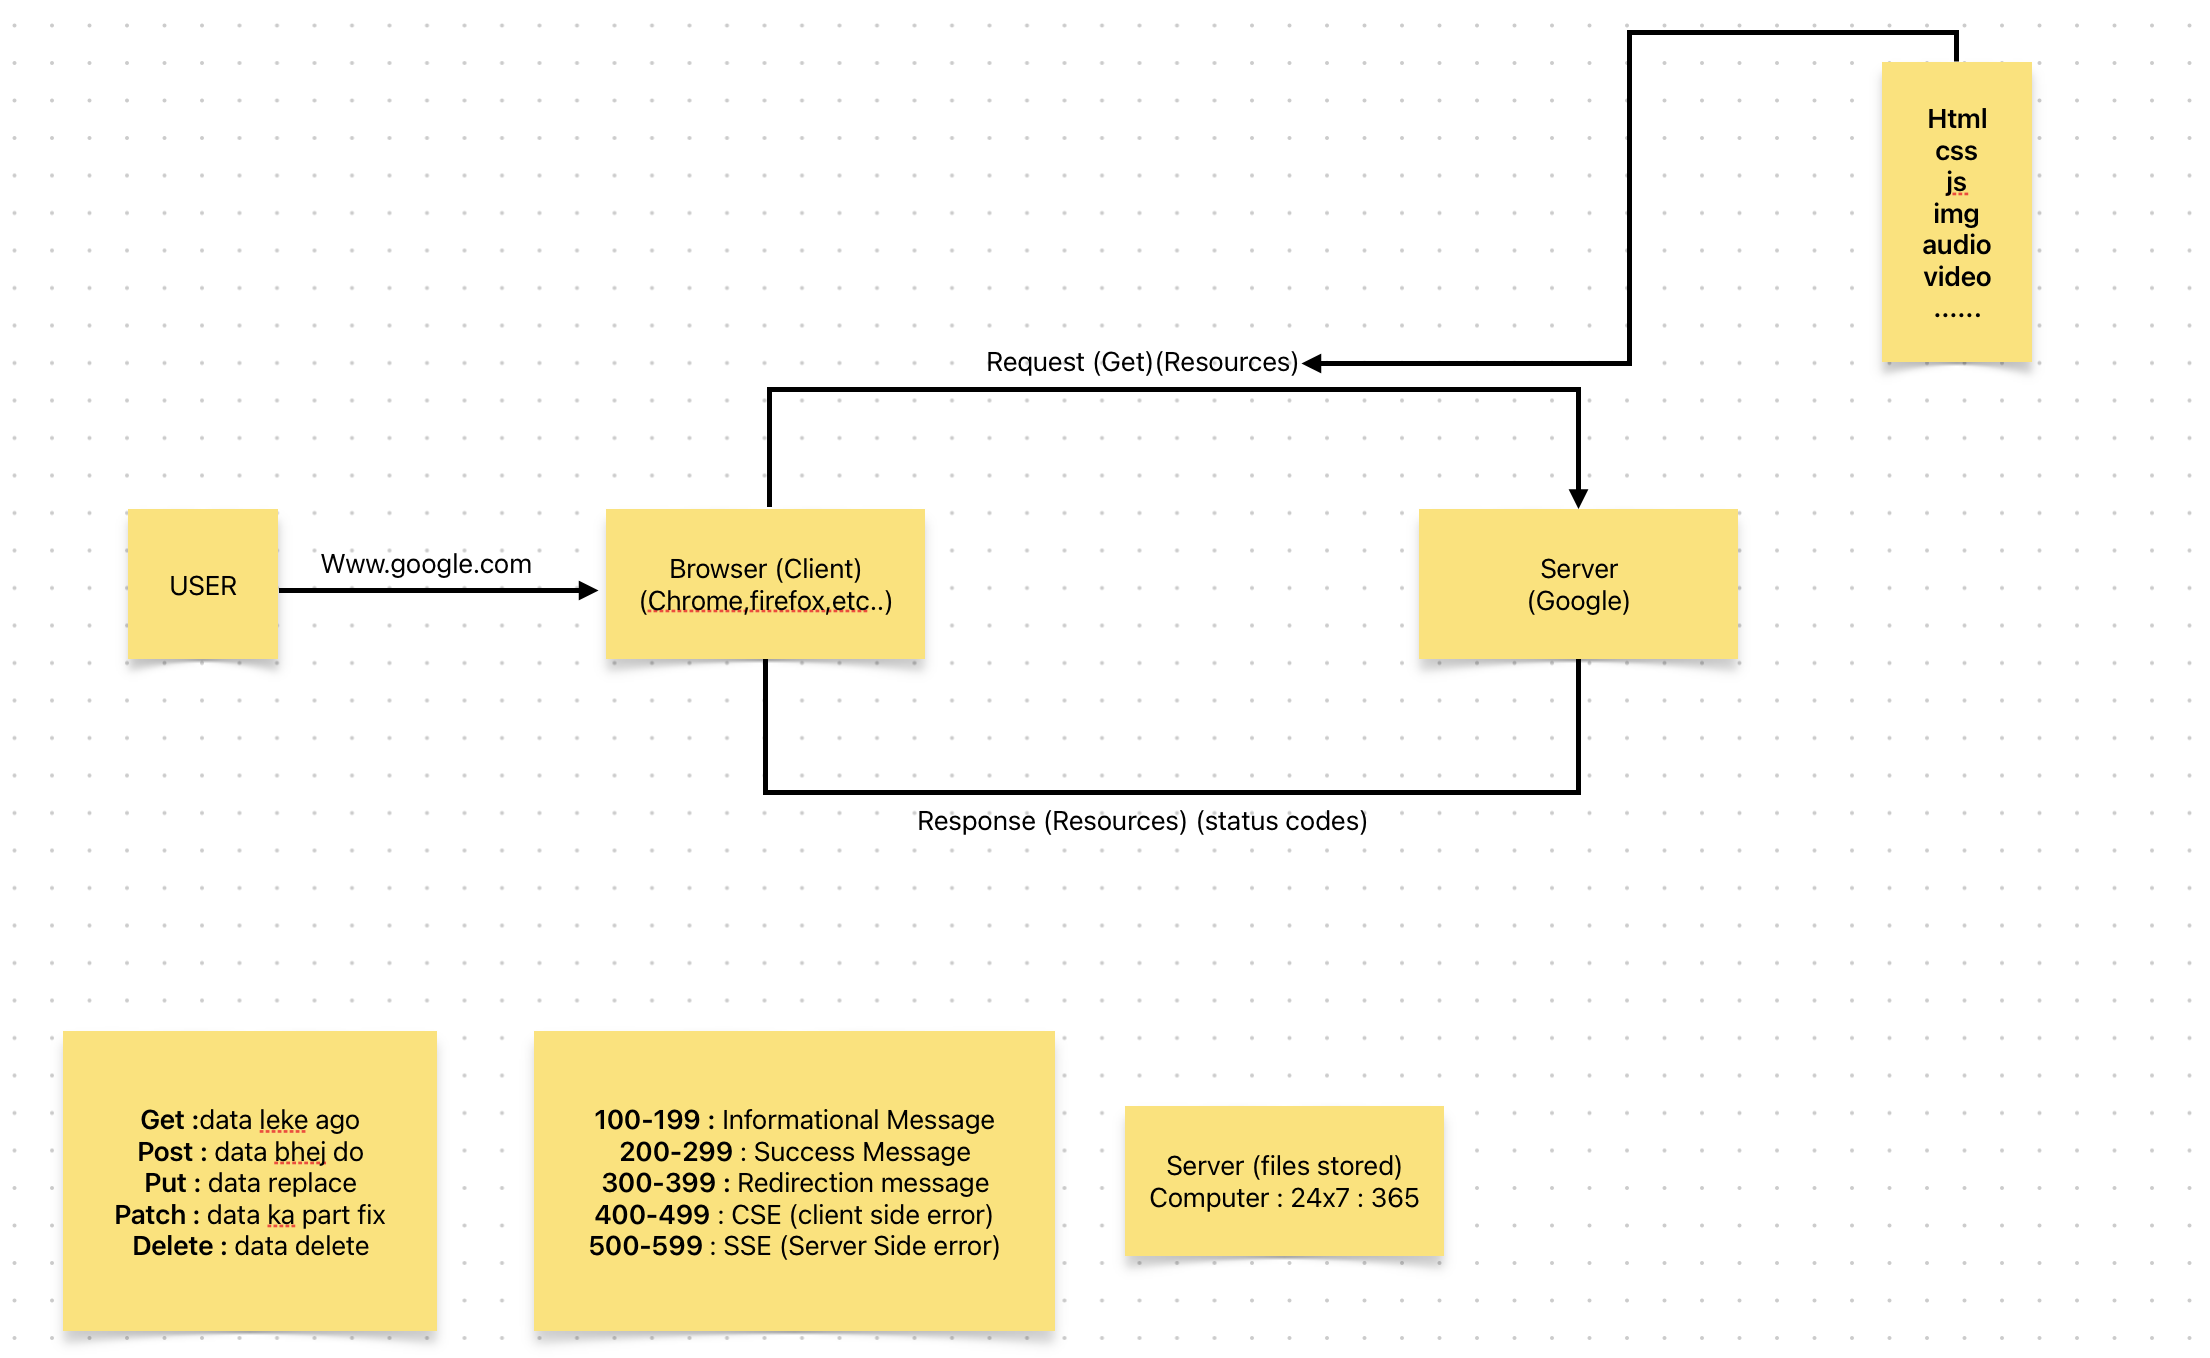 Html
css
js
img
audio
video
......
Request (Get)(Resources)
USER
Www.google.com
Browser (Client)
(Chrome,firefox,etc..)
Server
(Google)
Response (Resources) (status codes)
Get :data leke ago
Post : data bhej do
Put : data replace
Patch : data ka part fix
Delete : data delete
100-199 : Informational Message
200-299 : Success Message
300-399 : Redirection message
400-499 : CSE (client side error)
500-599 : SSE (Server Side error)
Server (files stored)
Computer : 24x7 : 365